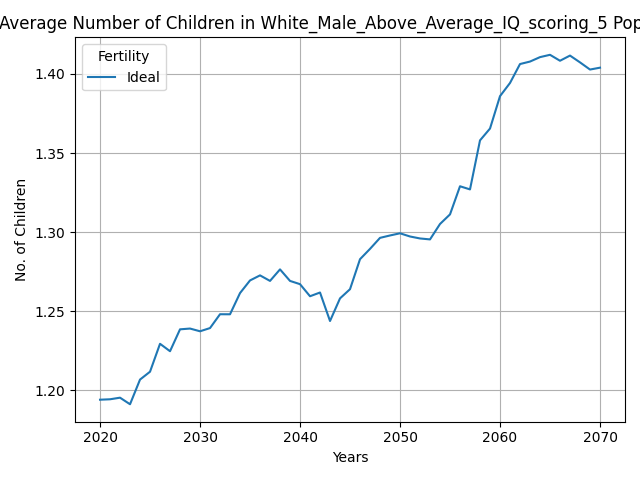 Average Number of Children in White_Male_Above_Average_IQ_scoring_5 Pop
Fertility
Ideal
1.40
1.35
1.30
1.25
1.20
No. of Children
2020 2030 2040 2050 2060 2070
Years